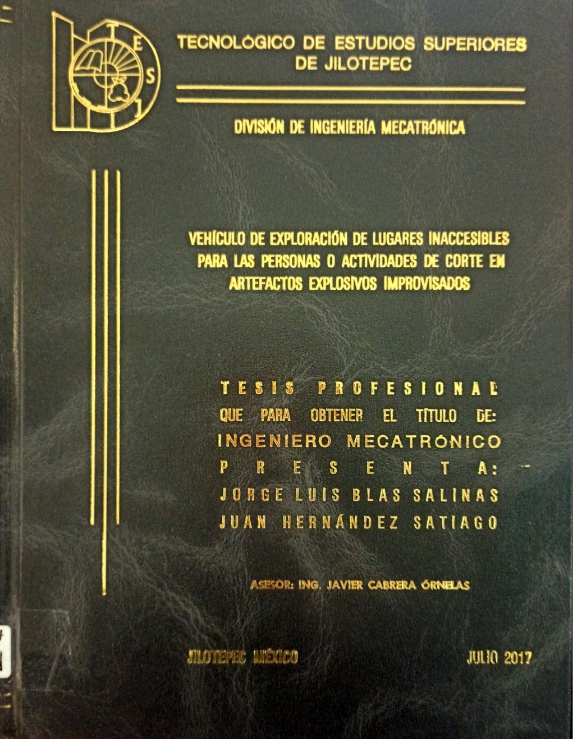 TESJ
TECNOLÓGICO DE ESTUDIOS SUPERIORES
DE JILOTEPEC
DIVISIÓN DE INGENIERÍA MECATRÓNICA
VEHÍCULO DE EXPLORACIÓN DE LUGARES INACCESIBLES
PARA LAS PERSONAS O ACTIVIDADES DE CORTE EN
ARTEFACTOS EXPLOSIVOS IMPROVISADOS
TESIS PROFESIONAL
QUE PARA OBTENER EL TÍTULO DE:
INGENIERO MECATRÓNICO
PRESENTA:
JORGE LUIS BLAS SALINAS
JUAN HERNÁNDEZ SATIAGO
ASESOR: ING. JAVIER CABRERA ÓRNELAS
JILOTEPEC MÉXICO
JULIO 2017